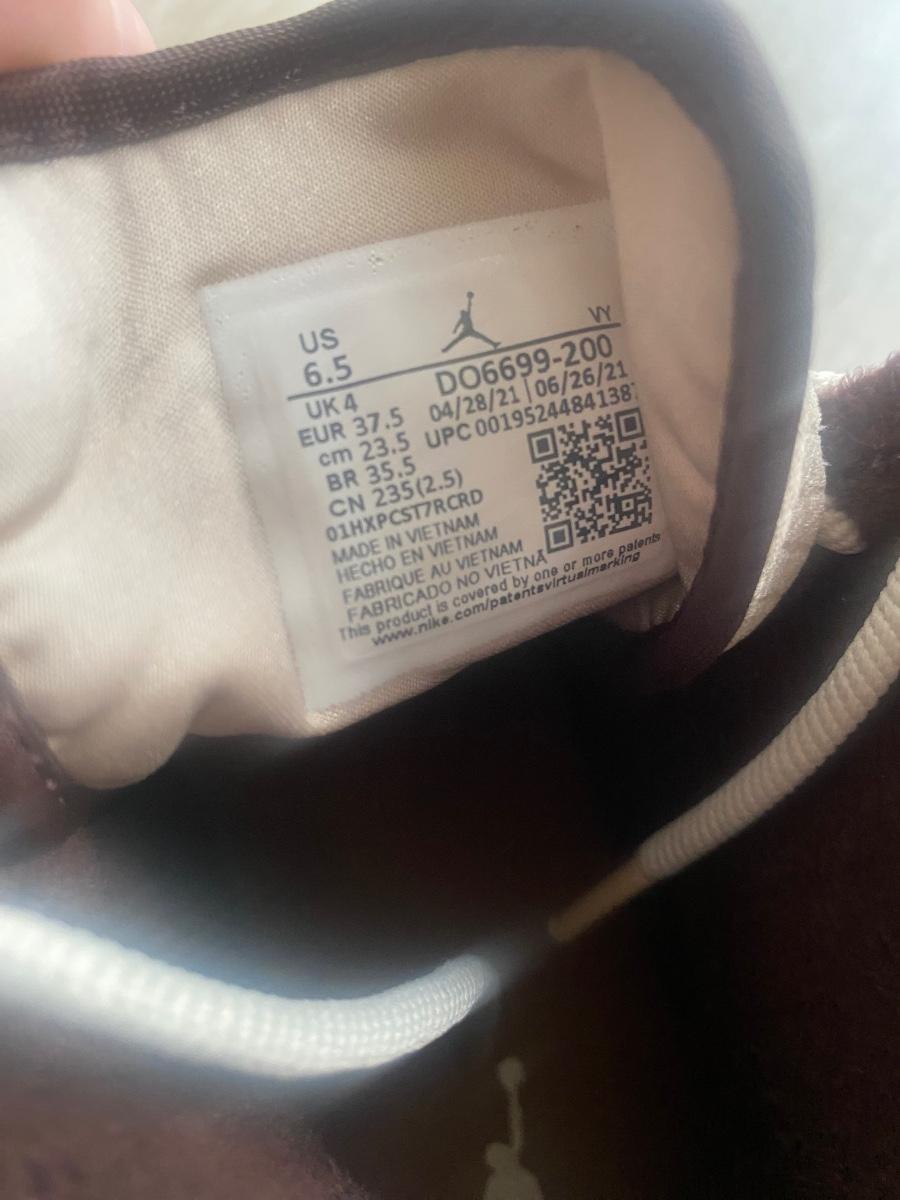 US
6.5
VY
UK 4
EUR 37.5
cm 23.5
BR 35.5
CN 235(2.5)
01HXPCST7RCRD
DO6699-200
04/28/21 | 06/26/21
UPC 00195244841387
MADE IN VIETNAM
HECHO EN VIETNAM
FABRIQUE AU VIETNAM
FABRICADO NO VIETNÃ
This product is covered by one or more patents
www.nike.com/patentsvirtualmarking